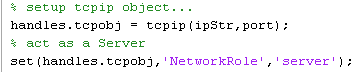 % setup tcpip object...
handles.tcpobj = tcpip(ipStr,port);
% act as a Server
set(handles.tcpobj,'NetworkRole','server');